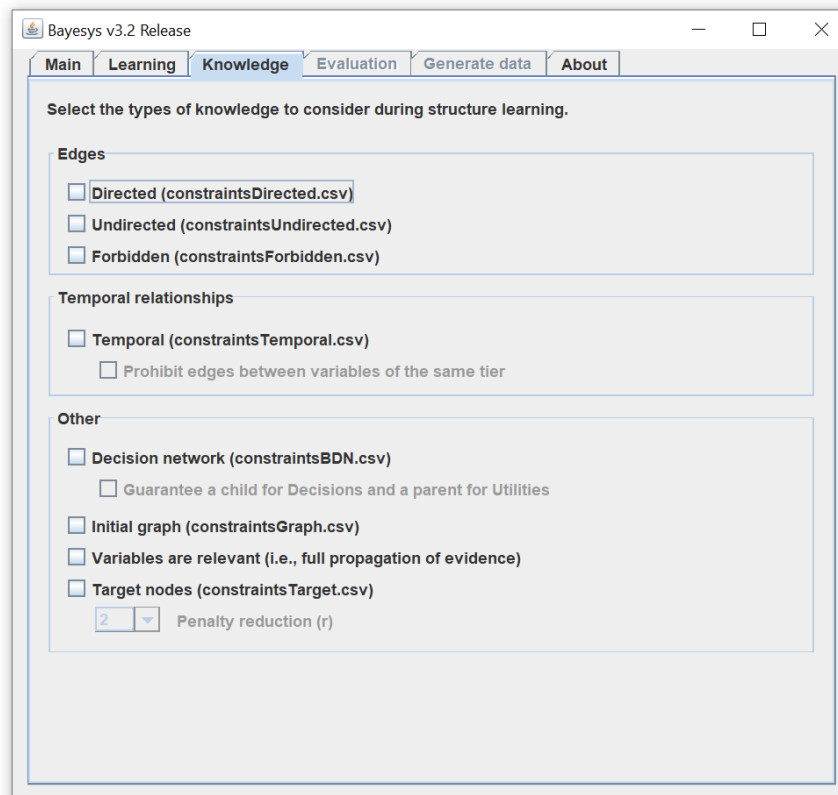 Bayesys v3.2 Release
Main Learning Knowledge Evaluation Generate data About
Select the types of knowledge to consider during structure learning.
Edges
Directed (constraintsDirected.csv)
Undirected (constraintsUndirected.csv)
Forbidden (constraintsForbidden.csv)
Temporal relationships
Temporal (constraintsTemporal.csv)
Prohibit edges between variables of the same tier
Other
Decision network (constraintsBDN.csv)
Guarantee a child for Decisions and a parent for Utilities
Initial graph (constraintsGraph.csv)
Variables are relevant (i.e., full propagation of evidence)
Target nodes (constraintsTarget.csv)
2 Penalty reduction (r)